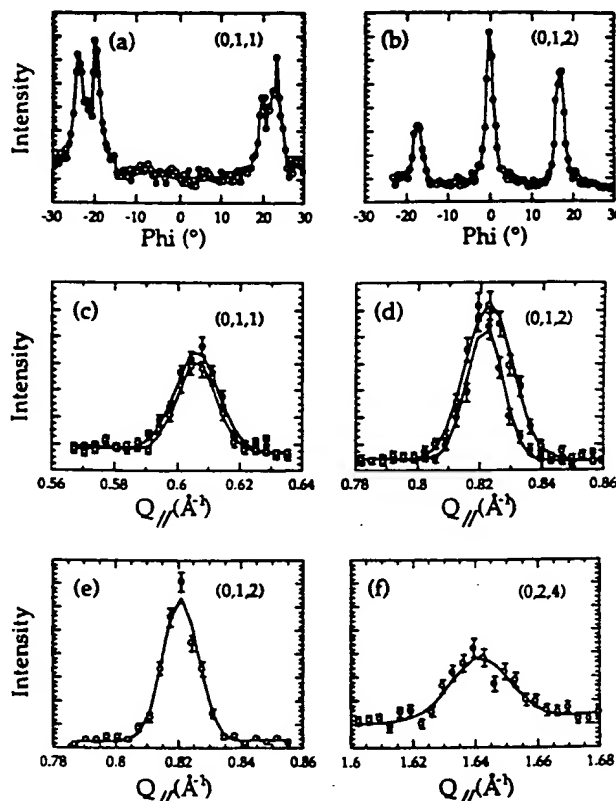 (a) (0,1,1)
(b) (0,1,2)
Intensity
-30 -20 -10 0 10 20 30
-30 -20 -10 0 10 20 30
Phi (°)
Phi (°)
(c) (0,1,1)
(d) (0,1,2)
Intensity
0.56 0.58 0.6 0.62 0.64
0.78 0.8 0.82 0.84 0.86
Q//(Å⁻¹)
Q//(Å⁻¹)
(e) (0,1,2)
(f) (0,2,4)
Intensity
0.78 0.8 0.82 0.84 0.86
1.6 1.62 1.64 1.66 1.68
Q//(Å⁻¹)
Q//(Å⁻¹)